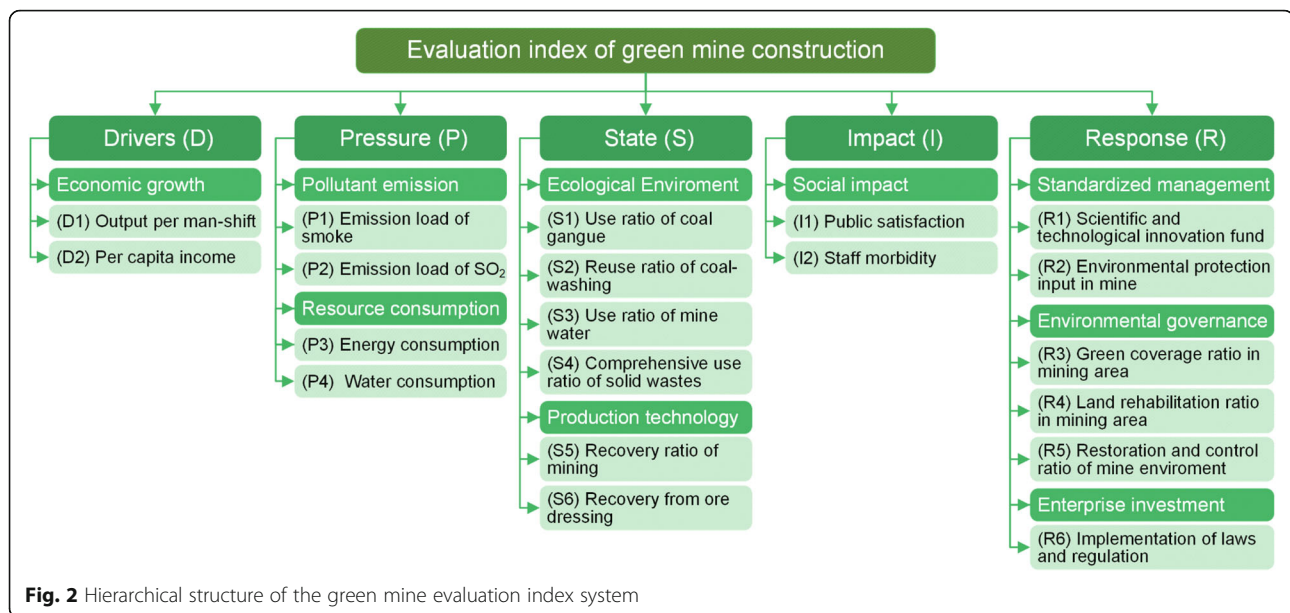 Evaluation index of green mine construction
Drivers (D)
Economic growth
(D1) Output per man-shift
(D2) Per capita income
Pressure (P)
Pollutant emission
(P1) Emission load of
smoke
(P2) Emission load of SO₂
Resource consumption
(P3) Energy consumption
(P4) Water consumption
State (S)
Ecological Enviroment
(S1) Use ratio of coal
gangue
(S2) Reuse ratio of coal-
washing
(S3) Use ratio of mine
water
(S4) Comprehensive use
ratio of solid wastes
Production technology
(S5) Recovery ratio of
mining
(S6) Recovery from ore
dressing
Impact (I)
Social impact
(I1) Public satisfaction
(I2) Staff morbidity
Response (R)
Standardized management
(R1) Scientific and
technological innovation fund
(R2) Environmental protection
input in mine
Environmental governance
(R3) Green coverage ratio in
mining area
(R4) Land rehabilitation ratio
in mining area
(R5) Restoration and control
ratio of mine enviroment
Enterprise investment
(R6) Implementation of laws
and regulation
Fig. 2 Hierarchical structure of the green mine evaluation index system